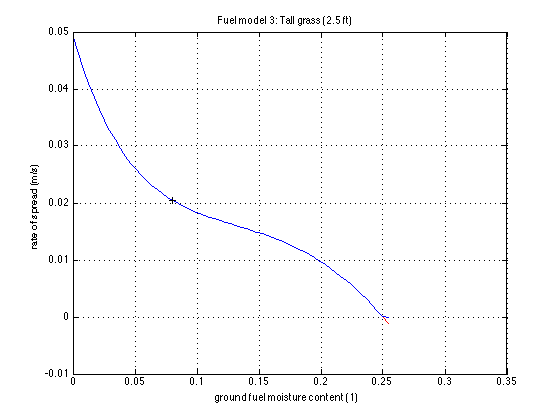 Fuel model 3: Tall grass (2.5 ft)
0.05
0.04
0.03
0.02
0.01
0
-0.01
rate of spread (m/s)
0 0.05 0.1 0.15 0.2 0.25 0.3 0.35
ground fuel moisture content (1)